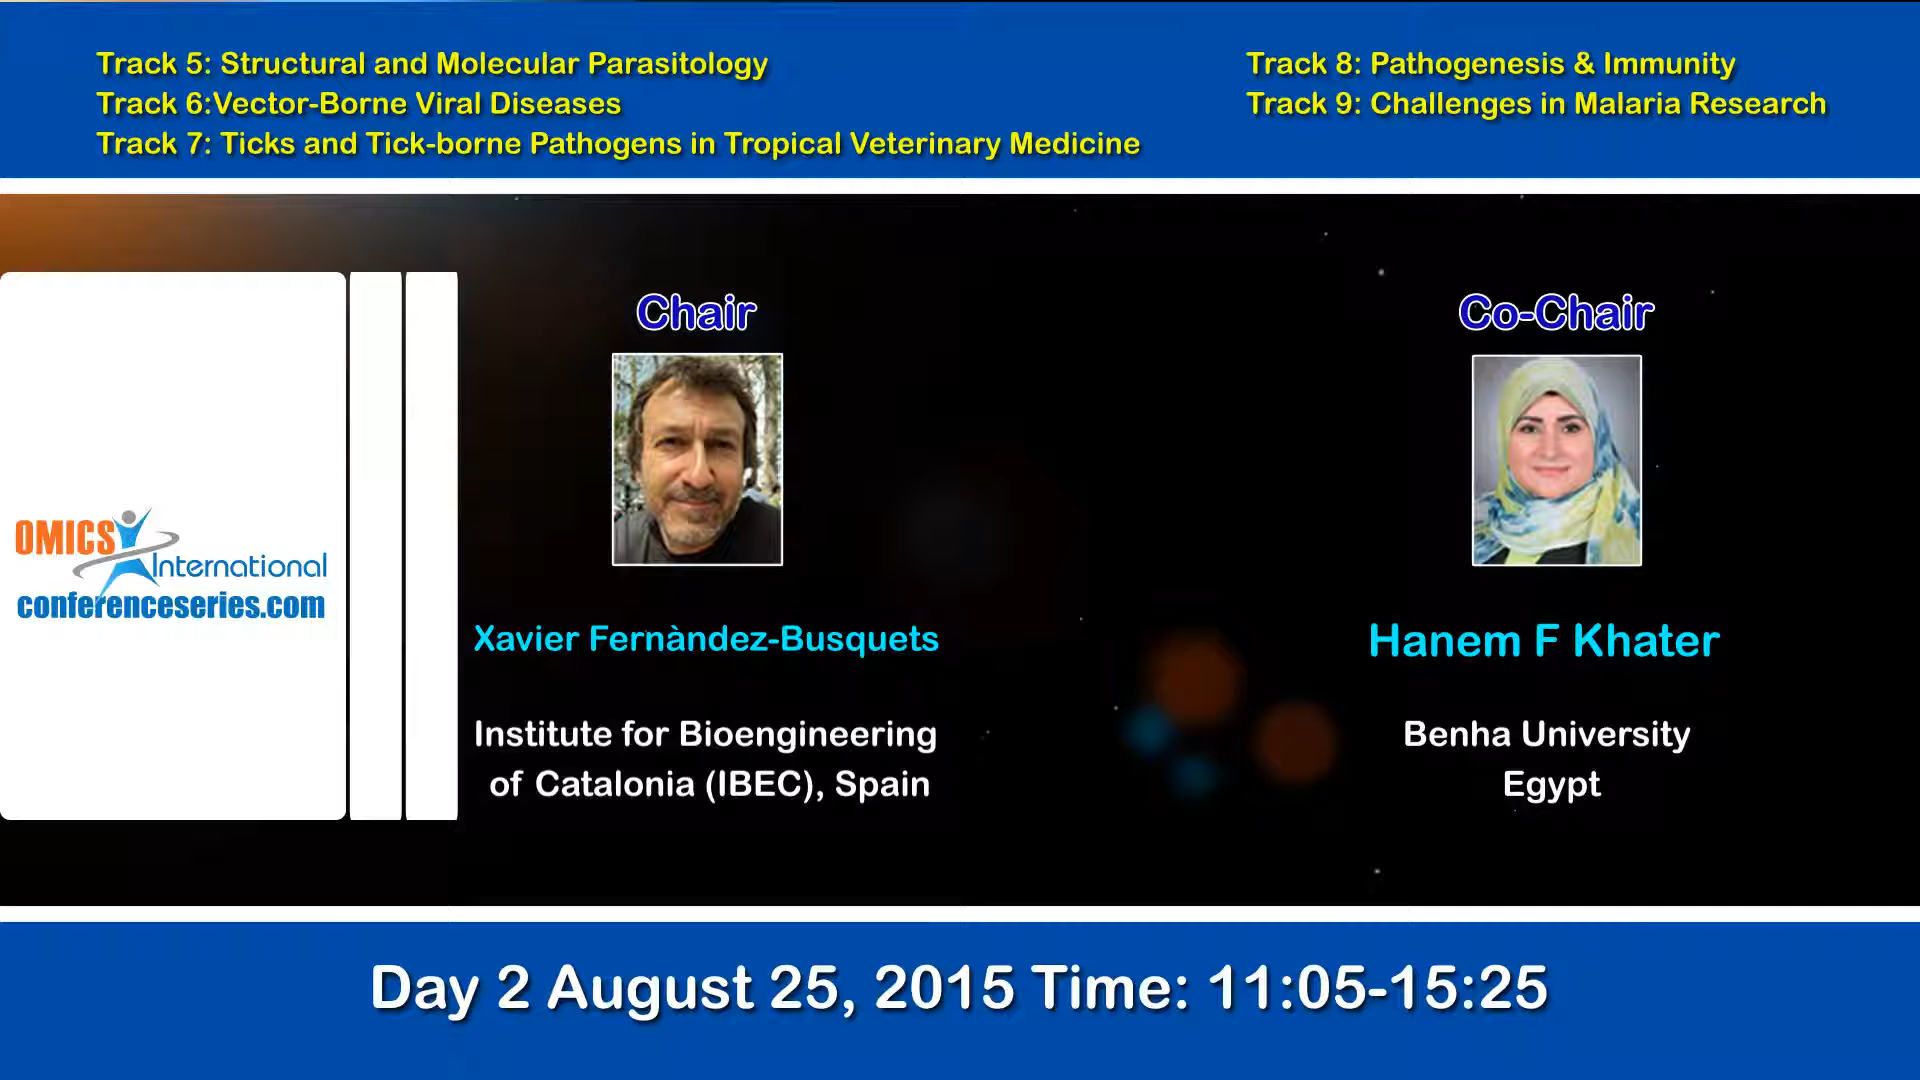 Track 5: Structural and Molecular Parasitology
Track 6:Vector-Borne Viral Diseases
Track 7: Ticks and Tick-borne Pathogens in Tropical Veterinary Medicine
Track 8: Pathogenesis & Immunity
Track 9: Challenges in Malaria Research
OMICS
International
conferenceseries.com
Chair
Xavier Fernàndez-Busquets
Institute for Bioengineering
of Catalonia (IBEC), Spain
Co-Chair
Hanem F Khater
Benha University
Egypt
Day 2 August 25, 2015 Time: 11:05-15:25